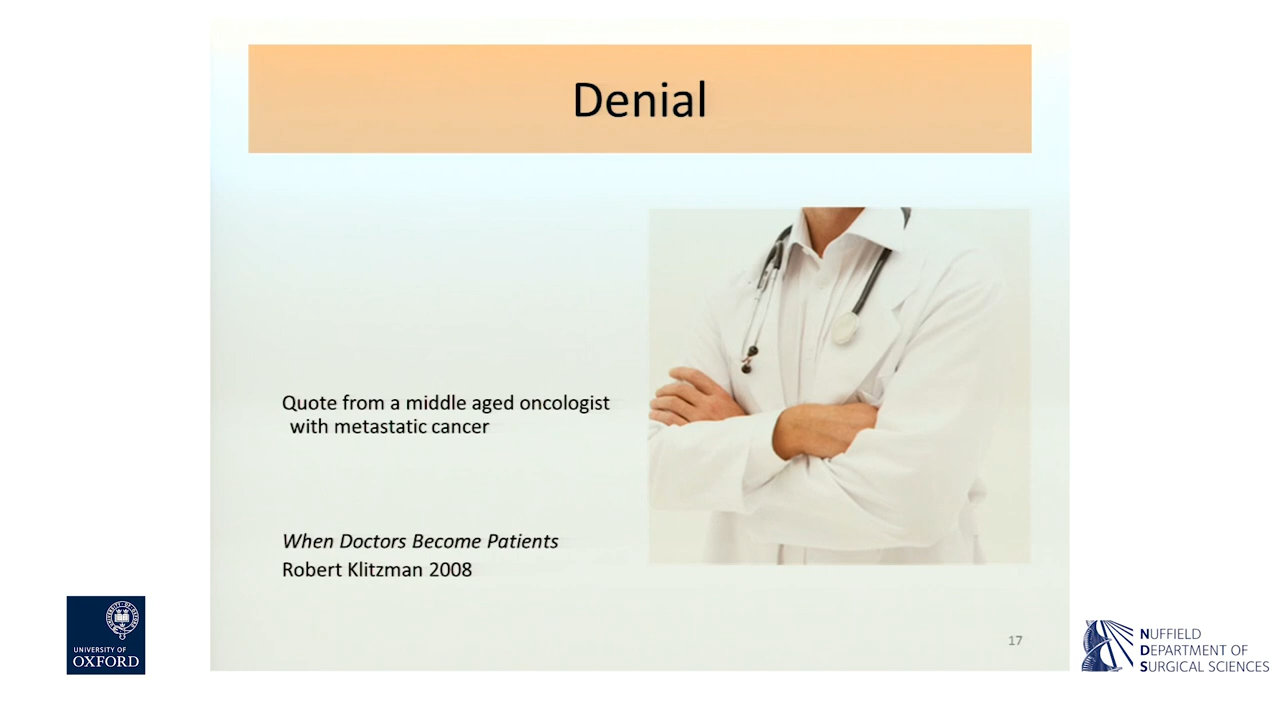 Denial
Quote from a middle aged oncologist
with metastatic cancer
When Doctors Become Patients
Robert Klitzman 2008
17
UNIVERSITY OF
OXFORD
NUFFIELD
DEPARTMENT OF
SURGICAL SCIENCES